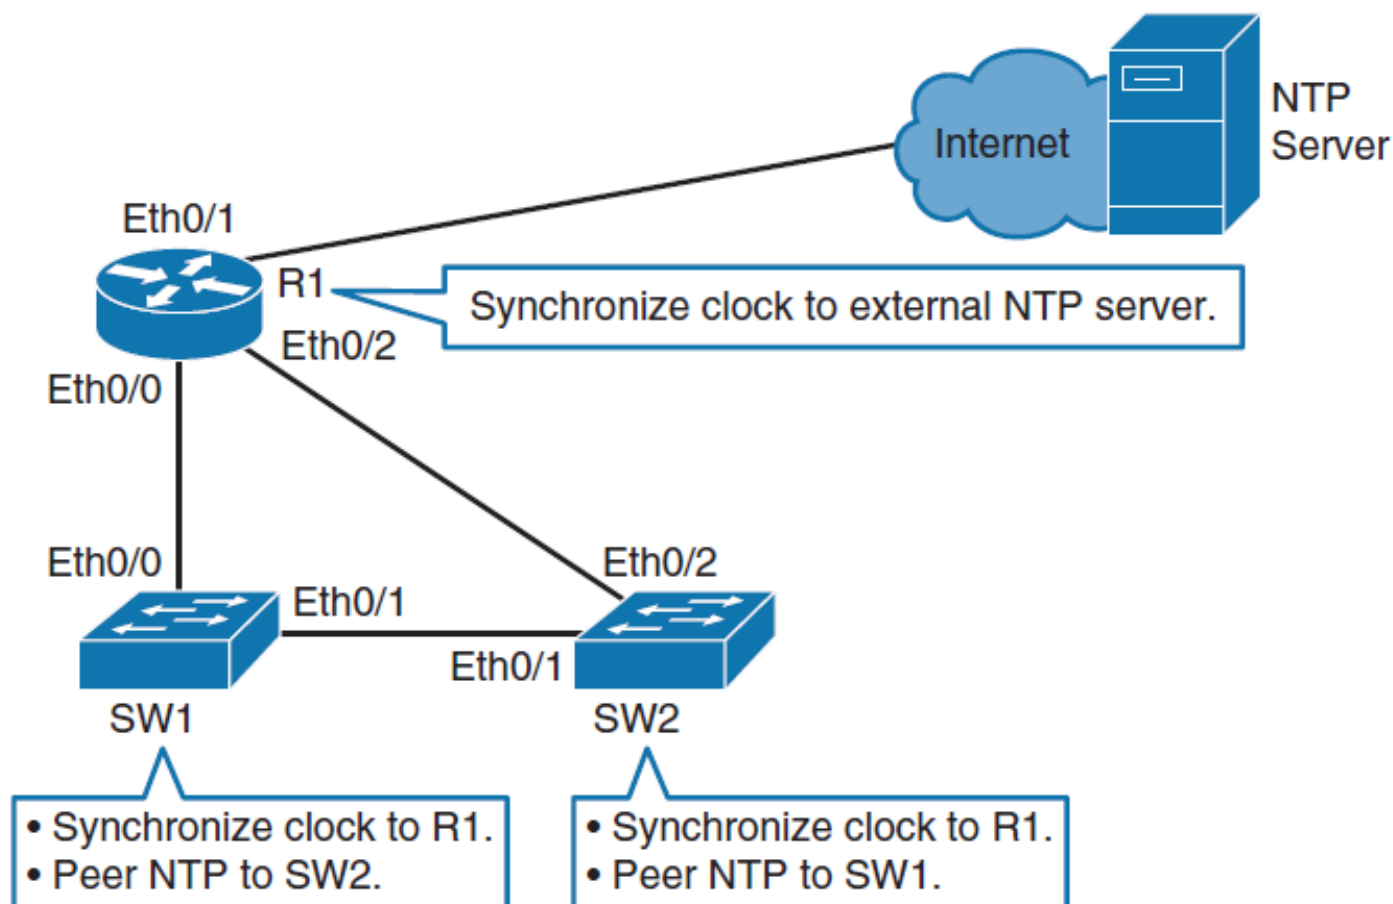 NTP
Server
Internet
Eth0/1
R1
Synchronize clock to external NTP server.
Eth0/2
Eth0/0
Eth0/0
Eth0/2
Eth0/1
Eth0/1
SW1
SW2
• Synchronize clock to R1.
• Peer NTP to SW2.
• Synchronize clock to R1.
• Peer NTP to SW1.